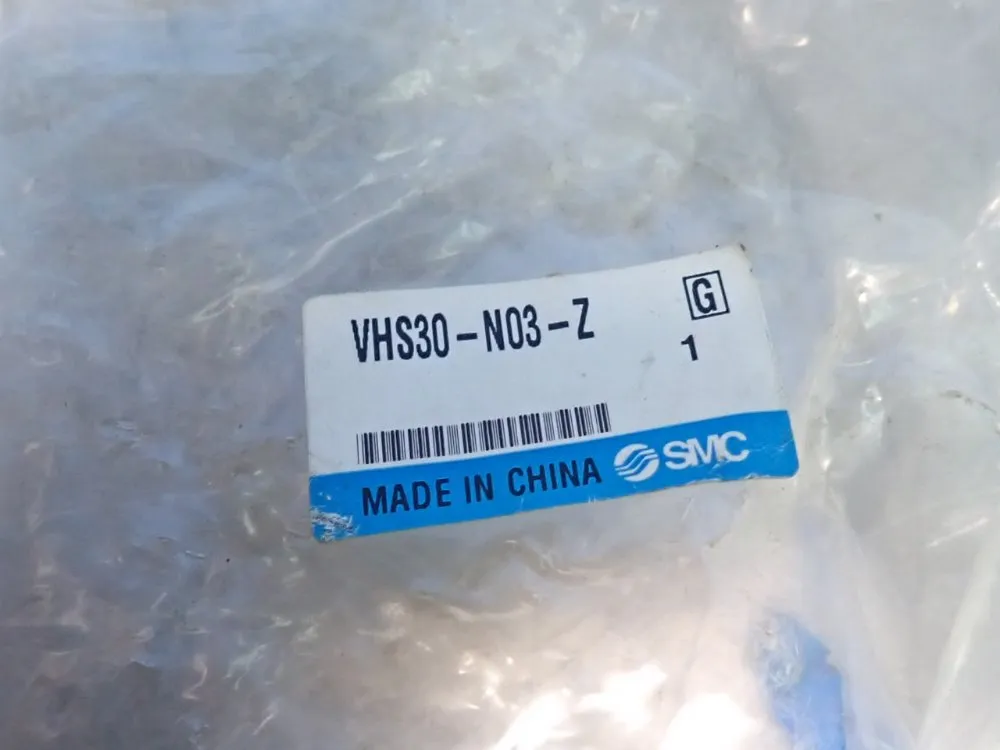 VHS30-N03-Z G
1
MADE IN CHINA SMC